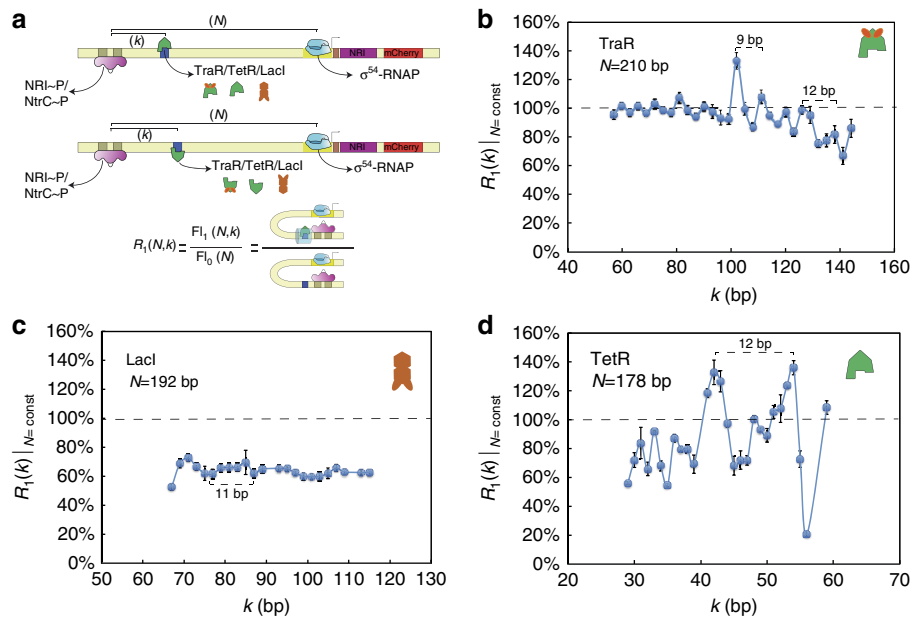 a
(N)
(k)
NRI
mCherry
NRI~P/
NtrC~P
TraR/TetR/LacI
σ54-RNAP
(N)
(k)
NRI
mCherry
NRI~P/
NtrC~P
TraR/TetR/LacI
σ54-RNAP
R1(N,k) = Fl1 (N,k) / Fl0 (N) =
b
TraR
N=210 bp
9 bp
12 bp
R1(k)|N= const
160%
140%
120%
100%
80%
60%
40%
20%
0%
40 60 80 100 120 140 160
k (bp)
c
LacI
N=192 bp
11 bp
R1(k)|N= const
160%
140%
120%
100%
80%
60%
40%
20%
0%
50 60 70 80 90 100 110 120 130
k (bp)
d
TetR
N=178 bp
12 bp
R1(k)|N= const
160%
140%
120%
100%
80%
60%
40%
20%
0%
20 30 40 50 60 70
k (bp)